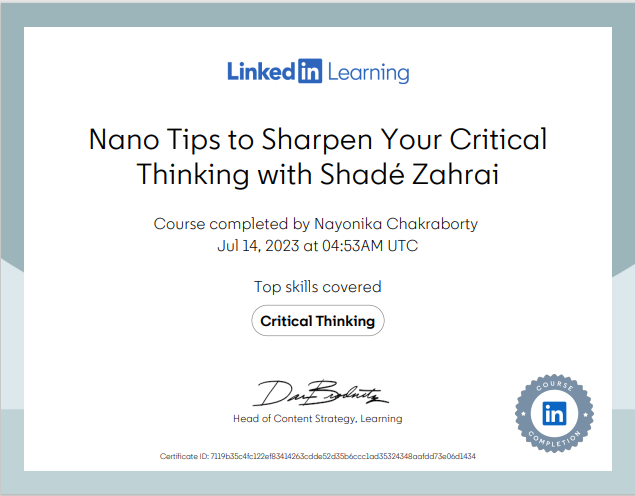 Linked in Learning
Nano Tips to Sharpen Your Critical
Thinking with Shadé Zahrai
Course completed by Nayonika Chakraborty
Jul 14, 2023 at 04:53AM UTC
Top skills covered
Critical Thinking
Head of Content Strategy, Learning
COURSE
in
COMPLETION
Certificate ID: 7119b35c4fc122ef83414263cdde52d35b6ccc1ad35324348aafdd73e06d1434